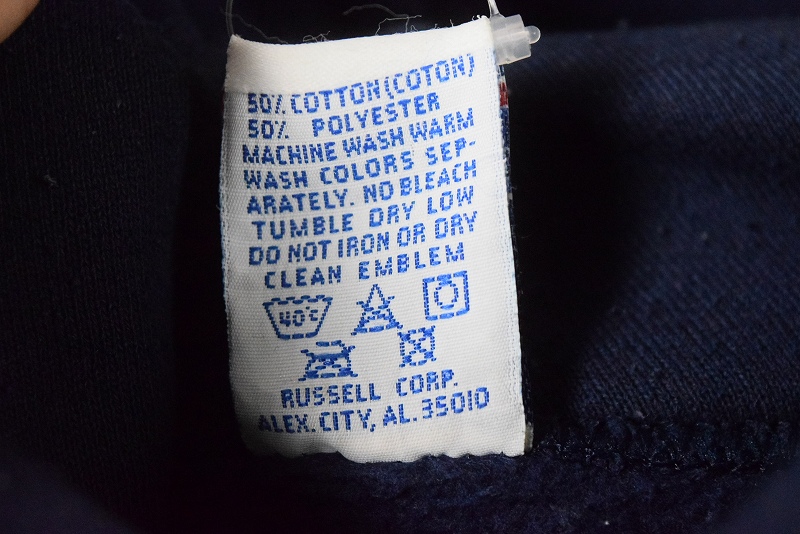 50% COTTON(COTON)
50% POLYESTER
MACHINE WASH WARM
WASH COLORS SEP-
ARATELY. NO BLEACH
TUMBLE DRY LOW
DO NOT IRON OR DRY
CLEAN EMBLEM
40°C
RUSSELL CORP.
ALEX. CITY, AL. 35010